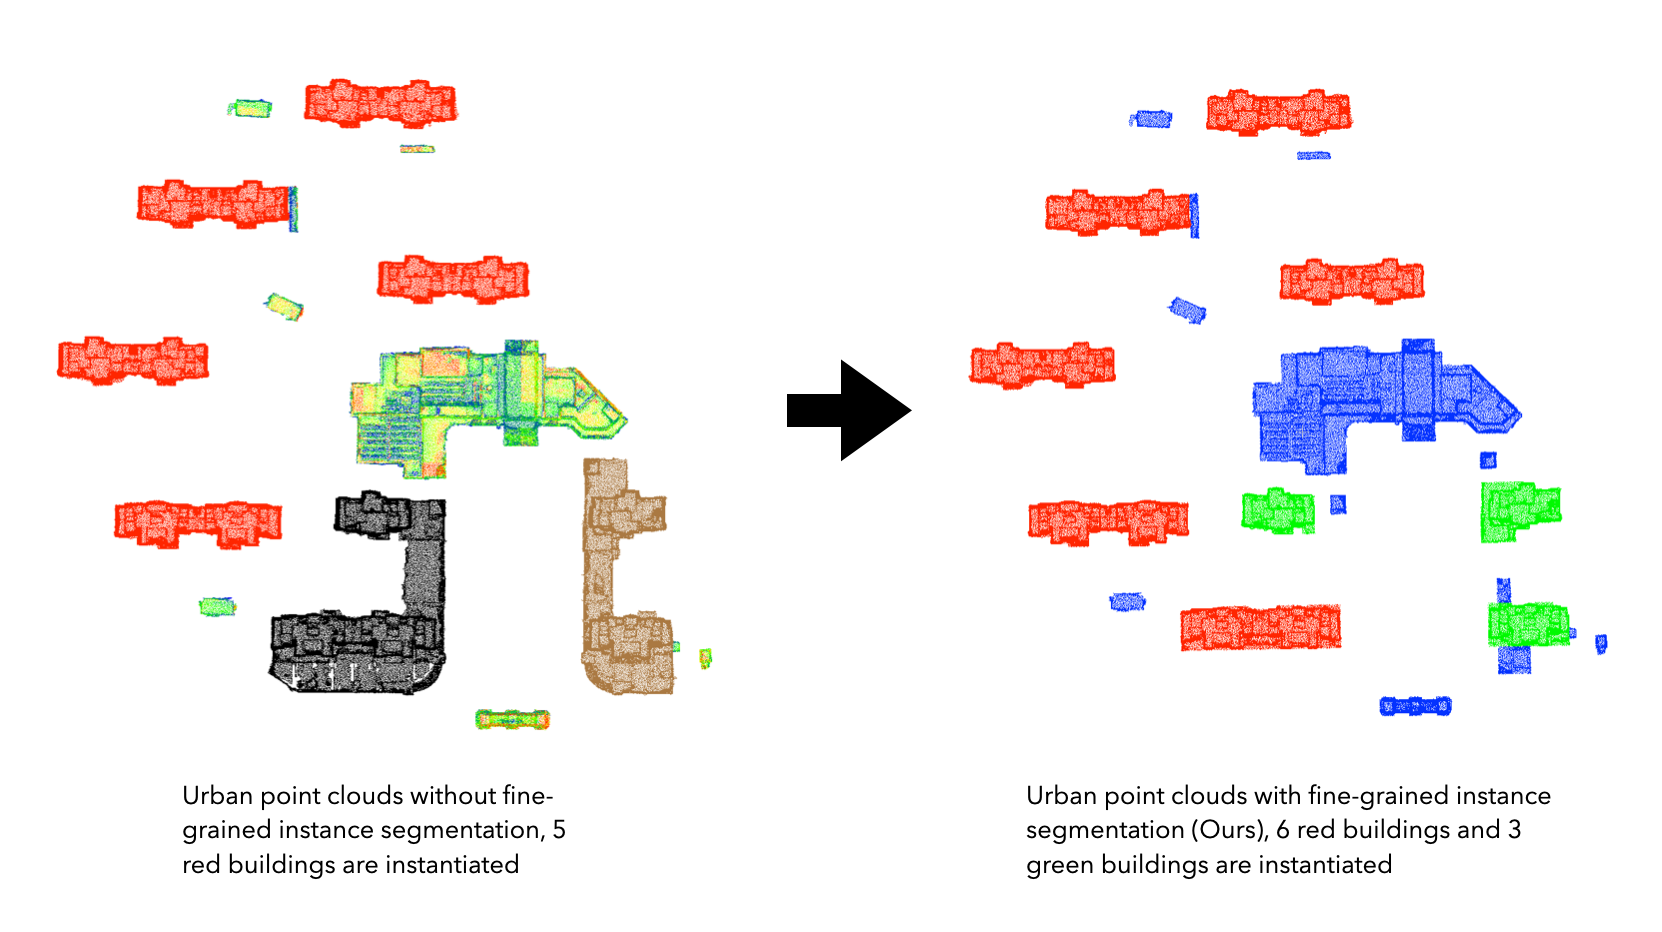 Urban point clouds without fine-
grained instance segmentation, 5
red buildings are instantiated
Urban point clouds with fine-grained instance
segmentation (Ours), 6 red buildings and 3
green buildings are instantiated